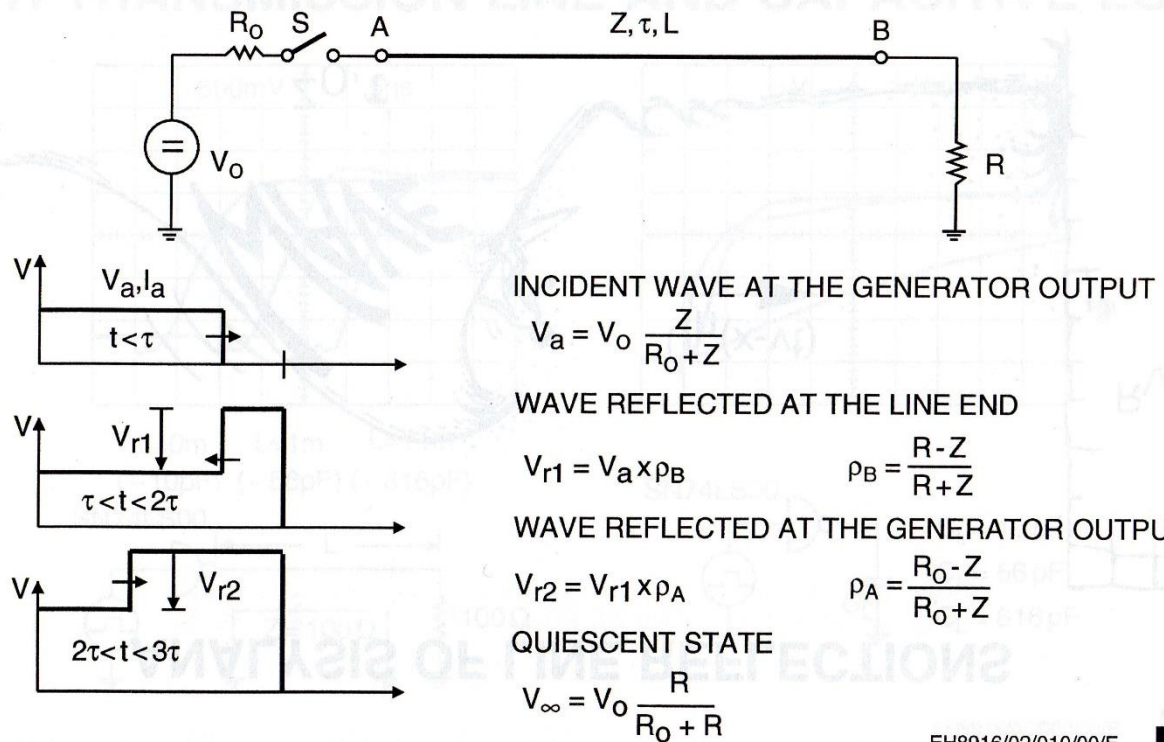 R₀ S A Z, τ, L B
V₀
R
V
Vₐ,Iₐ
t<τ
INCIDENT WAVE AT THE GENERATOR OUTPUT
Vₐ = V₀ Z / (R₀+Z)
V
Vr1
τ<t<2τ
WAVE REFLECTED AT THE LINE END
Vr1 = Vₐ x ρB ρB = (R-Z) / (R+Z)
WAVE REFLECTED AT THE GENERATOR OUTPU
V
Vr2
2τ<t<3τ
Vr2 = Vr1 x ρA ρA = (R₀-Z) / (R₀+Z)
QUIESCENT STATE
V∞ = V₀ R / (R₀ + R)